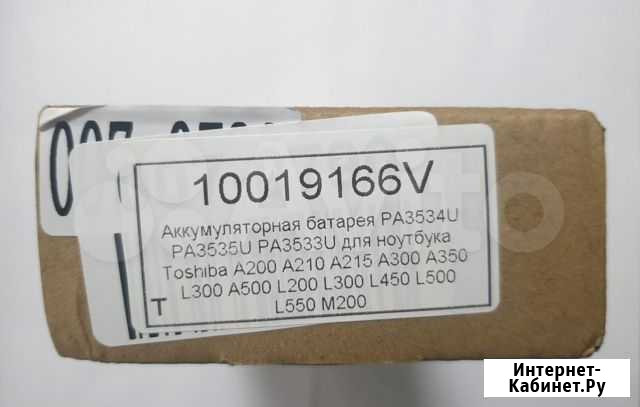 10019166V
Аккумуляторная батарея PA3534U
PA3535U PA3533U для ноутбука
Toshiba A200 A210 A215 A300 A350
L300 A500 L200 L300 L450 L500
L550 M200
T
Avito
Интернет-
Кабинет.Ру